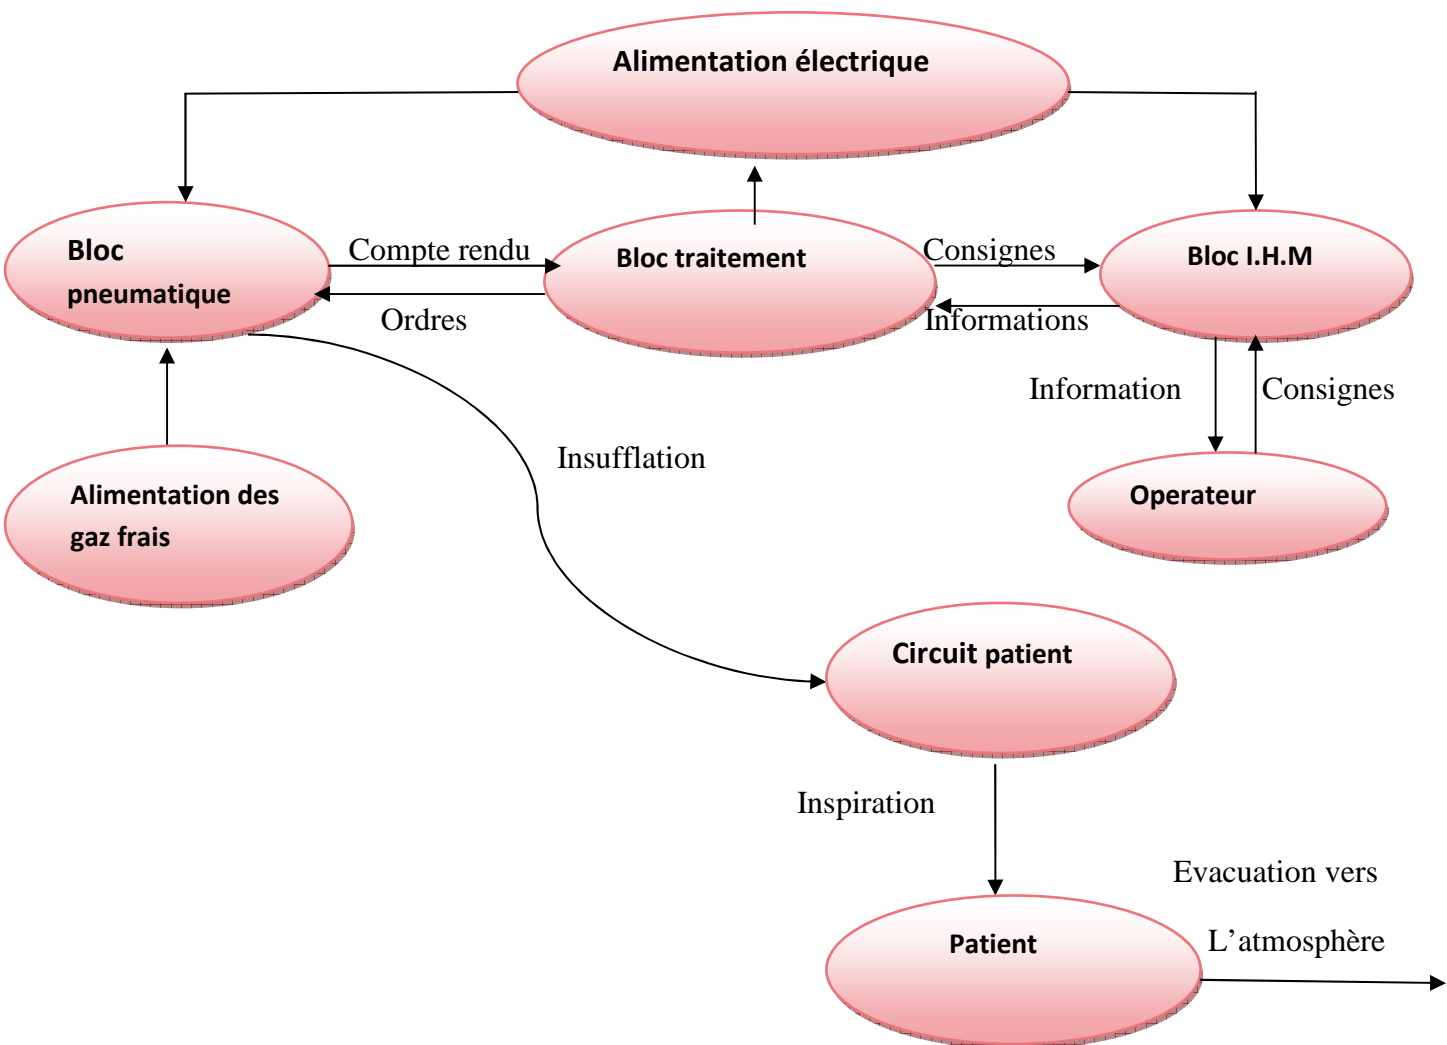 Alimentation électrique
Bloc
pneumatique
Compte rendu
Ordres
Bloc traitement
Consignes
Informations
Bloc I.H.M
Information
Consignes
Operateur
Alimentation des
gaz frais
Insufflation
Circuit patient
Inspiration
Patient
Evacuation vers
L’atmosphère